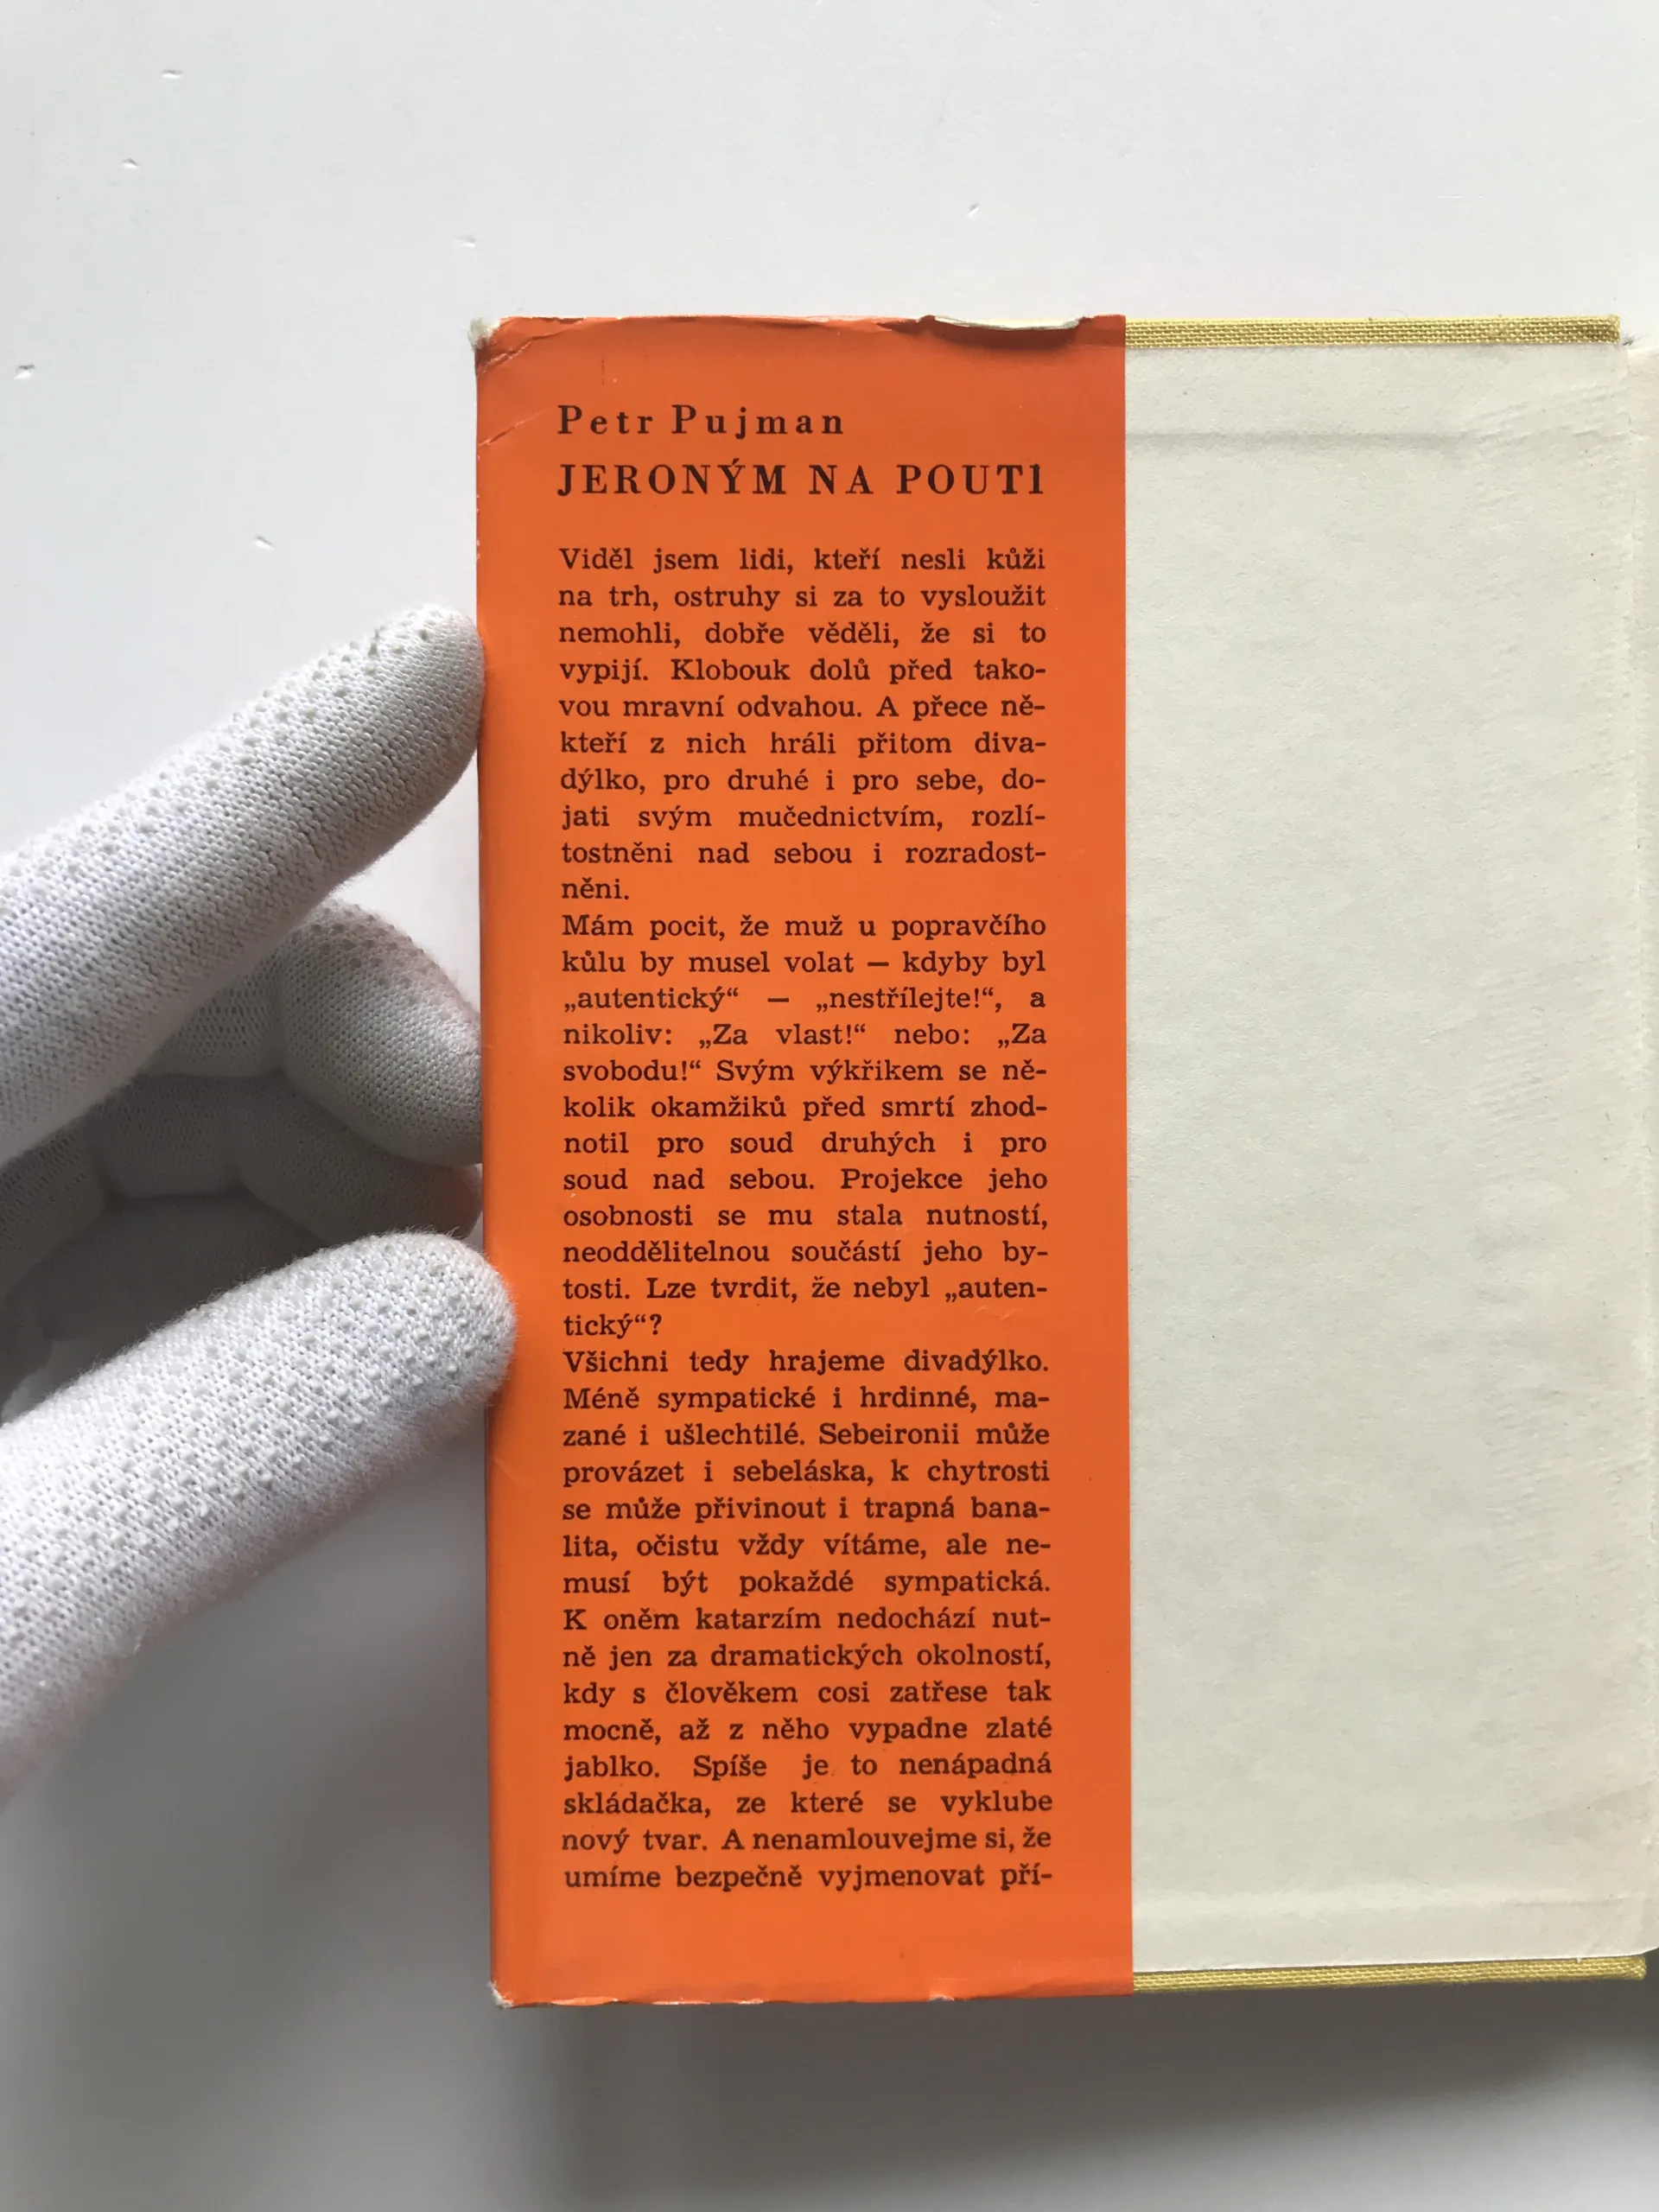 Petr Pujman
JERONÝM NA POUTI
Viděl jsem lidi, kteří nesli kůži
na trh, ostruhy si za to vysloužit
nemohli, dobře věděli, že si to
vypijí. Klobouk dolů před tako-
vou mravní odvahou. A přece ně-
kteří z nich hráli přitom diva-
dýlko, pro druhé i pro sebe, do-
jati svým mučednictvím, rozlí-
tostněni nad sebou i rozradost-
něni.
Mám pocit, že muž u popravčího
kůlu by musel volat — kdyby byl
„autentický“ — „nestřílejte!“, a
nikoliv: „Za vlast!“ nebo: „Za
svobodu!“ Svým výkřikem se ně-
kolik okamžiků před smrtí zhod-
notil pro soud druhých i pro
soud nad sebou. Projekce jeho
osobnosti se mu stala nutností,
neoddělitelnou součástí jeho by-
tosti. Lze tvrdit, že nebyl „auten-
tický“?
Všichni tedy hrajeme divadýlko.
Méně sympatické i hrdinné, ma-
zané i ušlechtilé. Sebeironii může
provázet i sebeláska, k chytrosti
se může přivinout i trapná bana-
lita, očistu vždy vítáme, ale ne-
musí být pokaždé sympatická.
K oněm katarzím nedochází nut-
ně jen za dramatických okolností,
kdy s člověkem cosi zatřese tak
mocně, až z něho vypadne zlaté
jablko. Spíše je to nenápadná
skládačka, ze které se vyklube
nový tvar. A nenamlouvejme si, že
umíme bezpečně vyjmenovat pří-